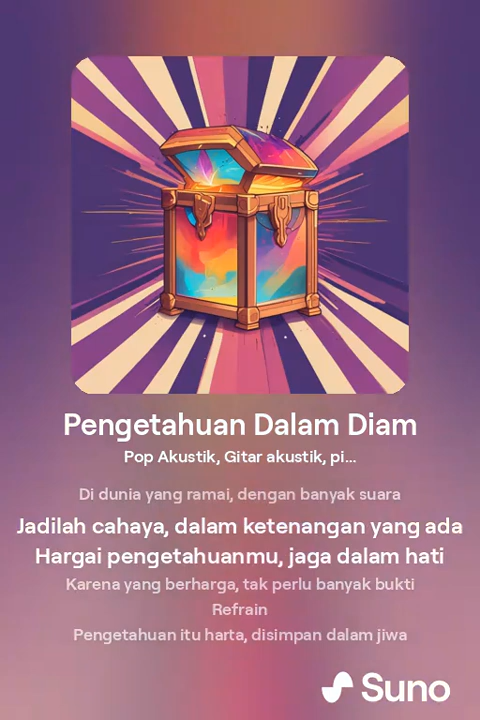 Pengetahuan Dalam Diam
Pop Akustik, Gitar akustik, pi...
Di dunia yang ramai, dengan banyak suara
Jadilah cahaya, dalam ketenangan yang ada
Hargai pengetahuanmu, jaga dalam hati
Karena yang berharga, tak perlu banyak bukti
Refrain
Pengetahuan itu harta, disimpan dalam jiwa
Suno